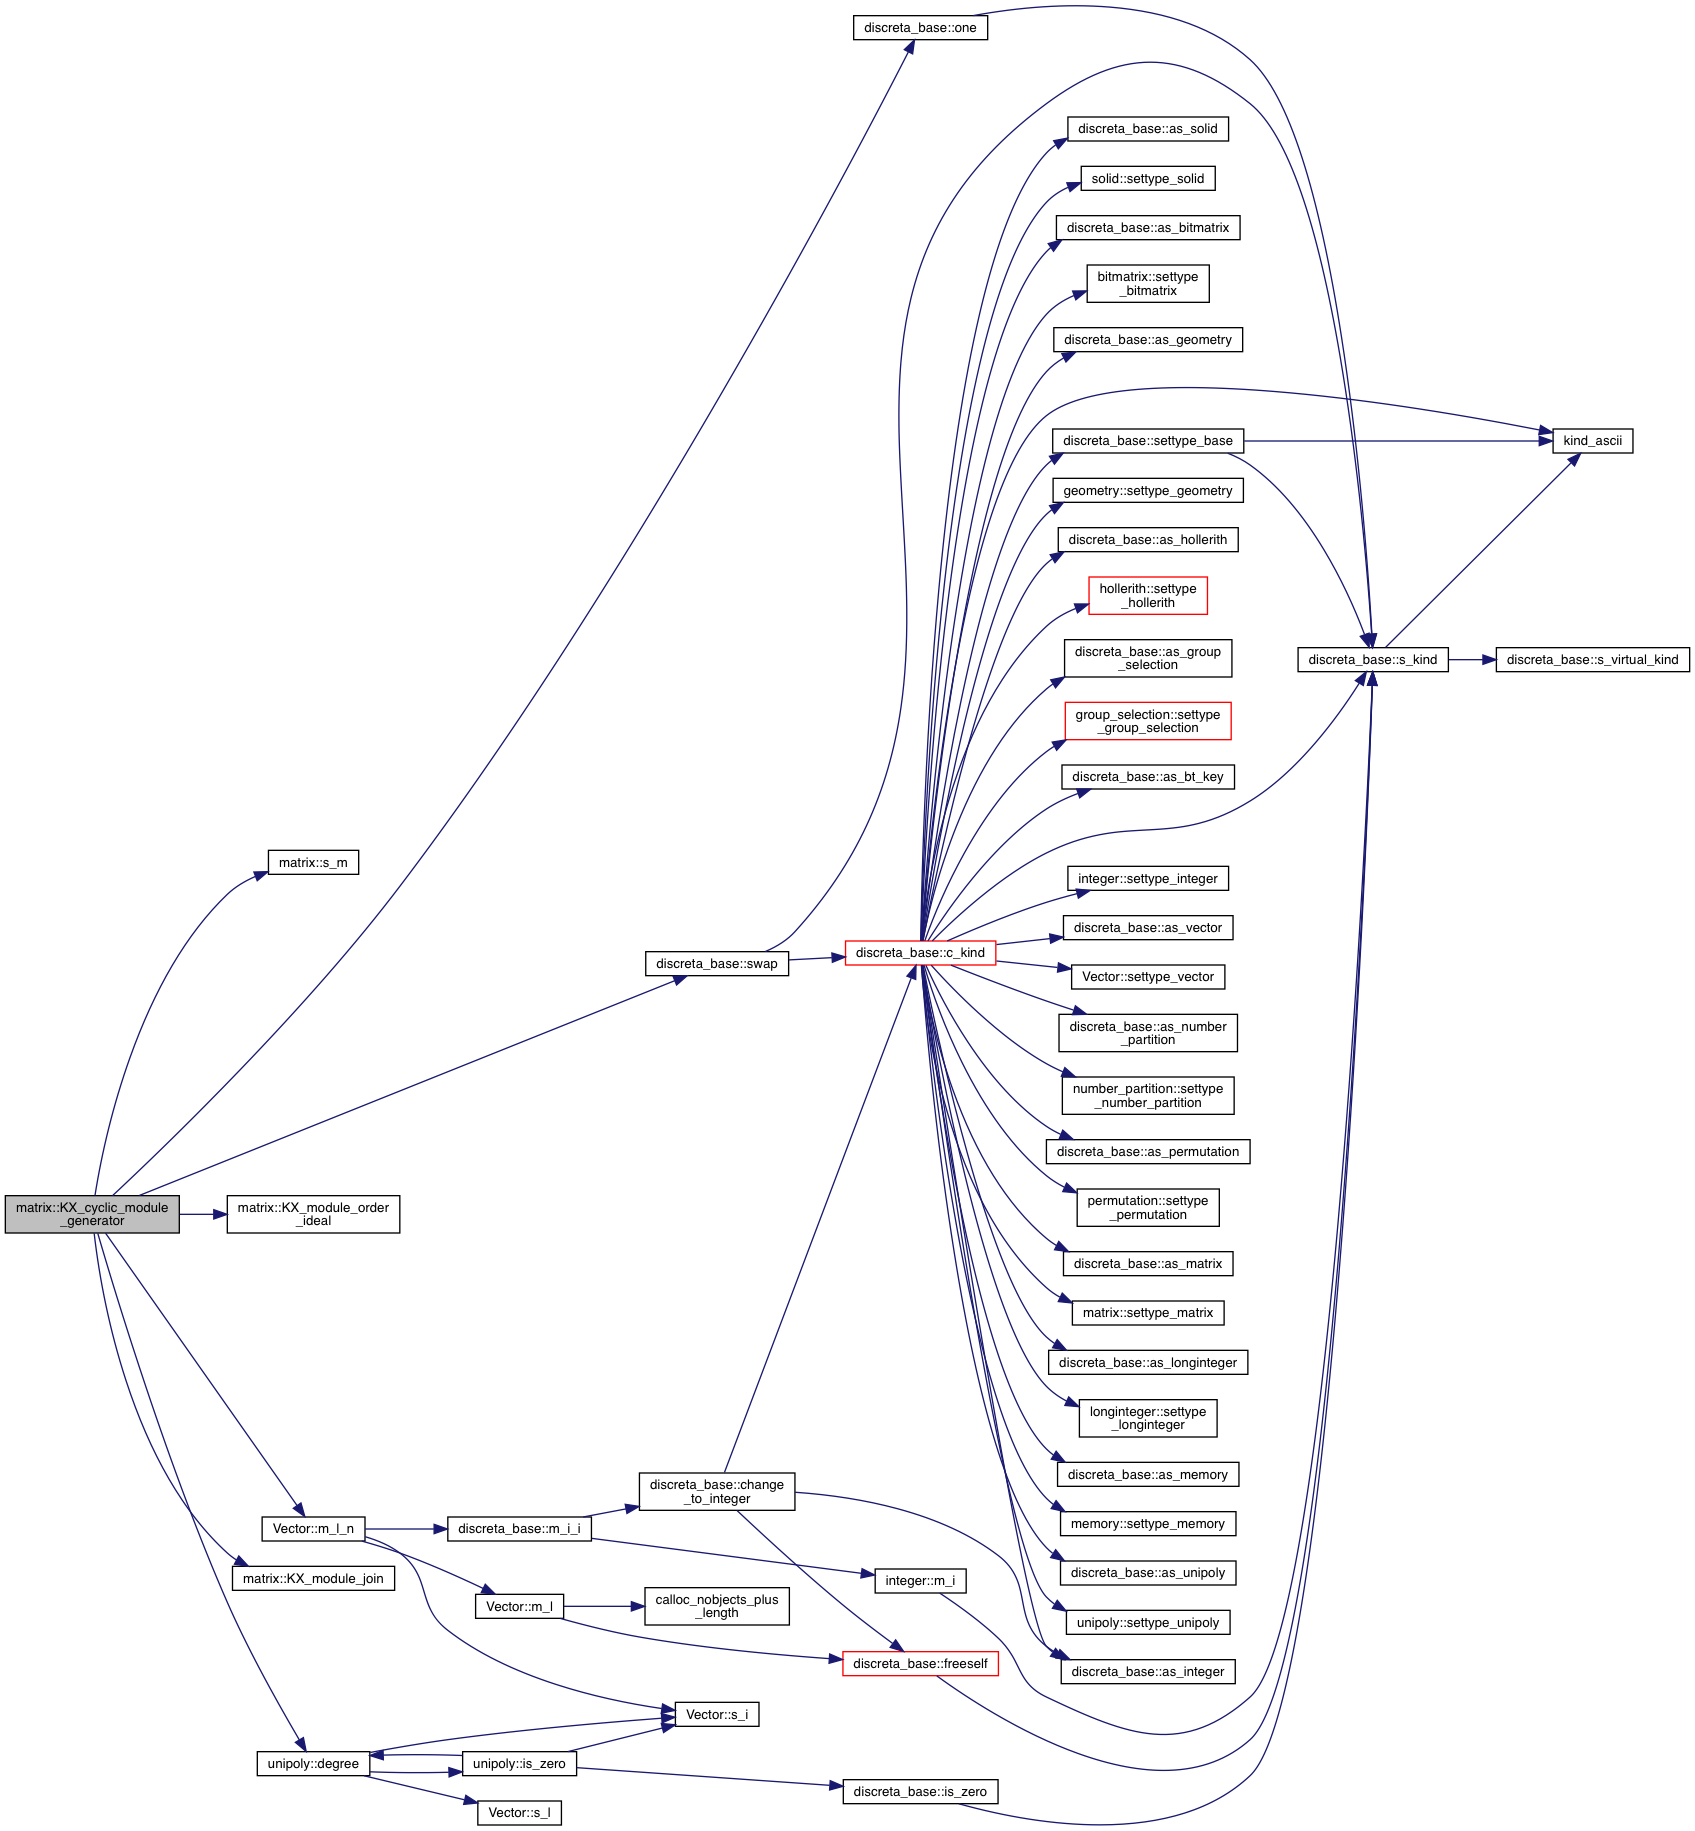 discreta_base::one
discreta_base::as_solid
solid::settype_solid
discreta_base::as_bitmatrix
bitmatrix::settype
_bitmatrix
discreta_base::as_geometry
discreta_base::settype_base
kind_ascii
geometry::settype_geometry
discreta_base::as_hollerith
hollerith::settype
_hollerith
discreta_base::as_group
_selection
discreta_base::s_kind
discreta_base::s_virtual_kind
group_selection::settype
_group_selection
discreta_base::as_bt_key
matrix::s_m
integer::settype_integer
discreta_base::as_vector
discreta_base::swap
discreta_base::c_kind
Vector::settype_vector
discreta_base::as_number
_partition
number_partition::settype
_number_partition
discreta_base::as_permutation
matrix::KX_cyclic_module
_generator
matrix::KX_module_order
_ideal
permutation::settype
_permutation
discreta_base::as_matrix
matrix::settype_matrix
discreta_base::as_longinteger
longinteger::settype
_longinteger
discreta_base::as_memory
discreta_base::change
_to_integer
Vector::m_l_n
discreta_base::m_i_i
memory::settype_memory
matrix::KX_module_join
integer::m_i
discreta_base::as_unipoly
Vector::m_l
calloc_nobjects_plus
_length
unipoly::settype_unipoly
discreta_base::freeself
discreta_base::as_integer
Vector::s_i
unipoly::degree
unipoly::is_zero
discreta_base::is_zero
Vector::s_l